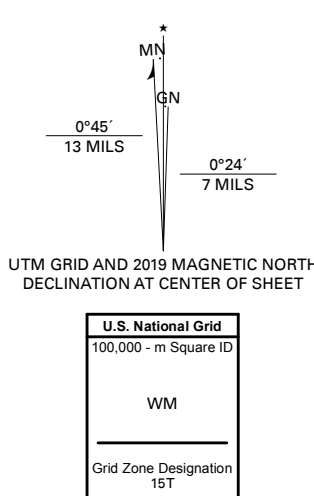 ★
MN
GN
0°45´
13 MILS
0°24´
7 MILS
UTM GRID AND 2019 MAGNETIC NORTH
DECLINATION AT CENTER OF SHEET
U.S. National Grid
100,000 - m Square ID
WM
Grid Zone Designation
15T